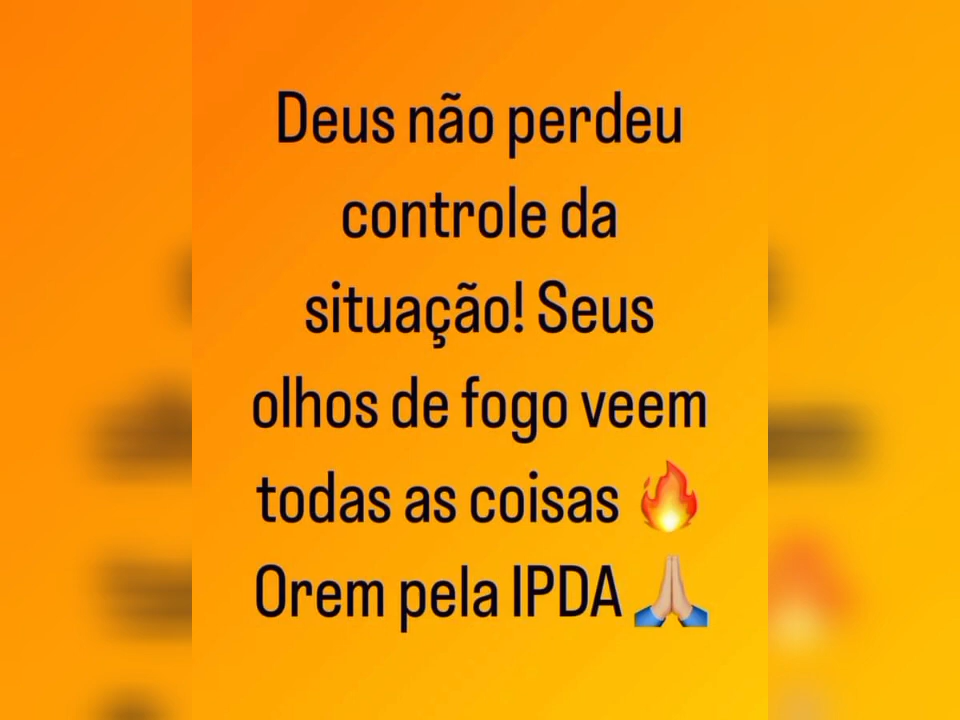 Deus não perdeu
controle da
situação! Seus
olhos de fogo veem
todas as coisas 🔥
Orem pela IPDA 🙏🏼